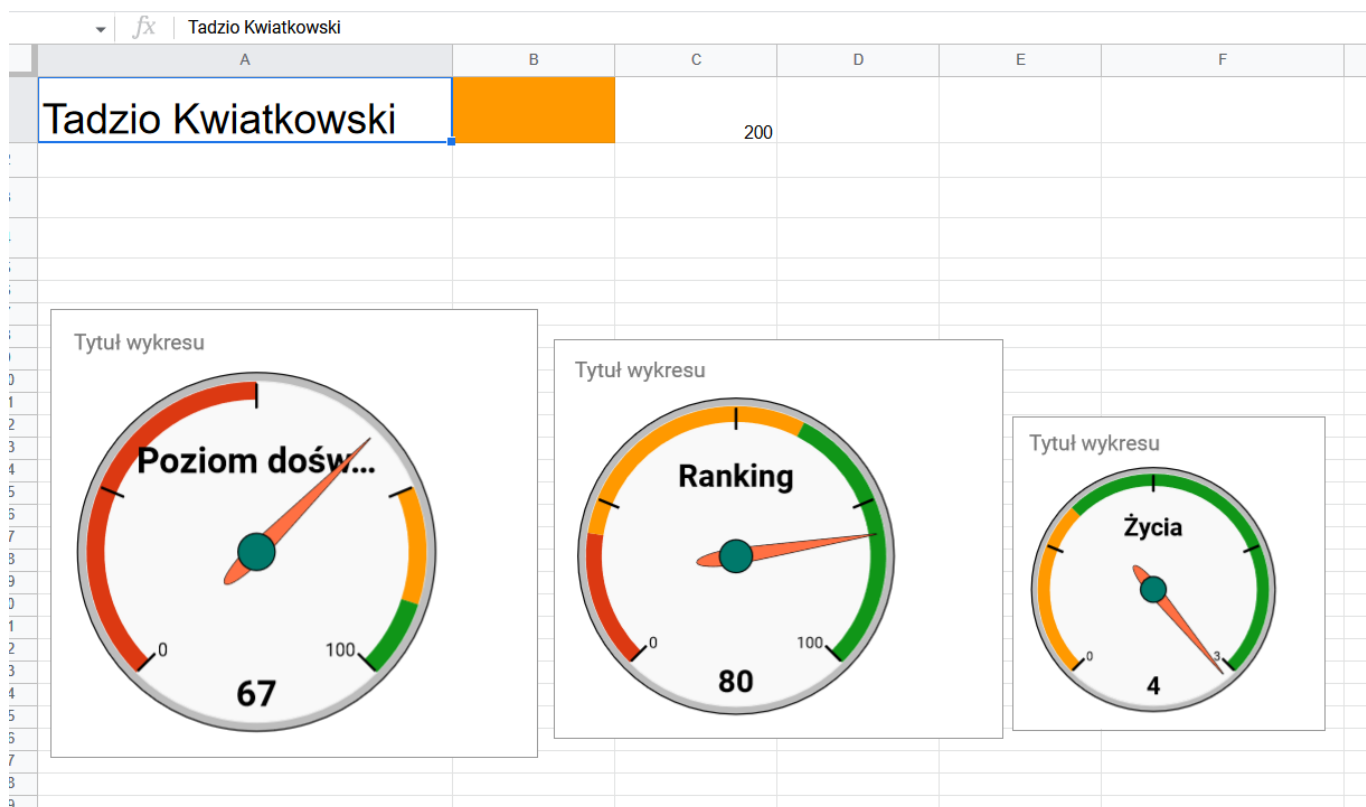 fx Tadzio Kwiatkowski
A B C D E F
Tadzio Kwiatkowski 200
Tytuł wykresu
Poziom dośw...
0 100
67
Tytuł wykresu
Ranking
0 100
80
Tytuł wykresu
Życia
0 3
4